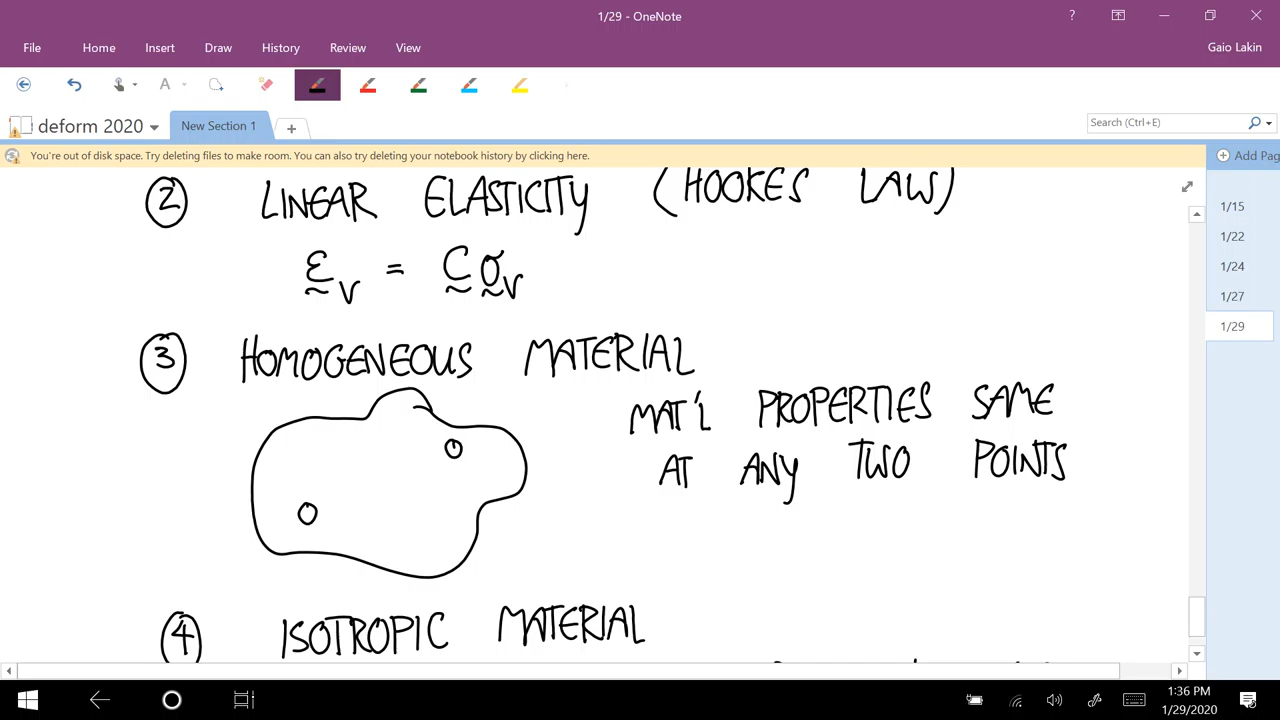 1/29 - OneNote
?
File Home Insert Draw History Review View
Gaio Lakin
A
deform 2020
New Section 1
+
Search (Ctrl+E)
You're out of disk space. Try deleting files to make room. You can also try deleting your notebook history by clicking here.
Add Pag
1/15
1/22
1/24
1/27
1/29
② LINEAR ELASTICITY (HOOKES LAW)
ε_v = C σ_v
③ HOMOGENEOUS MATERIAL
MAT'L PROPERTIES SAME
AT ANY TWO POINTS
④ ISOTROPIC MATERIAL
1:36 PM
1/29/2020